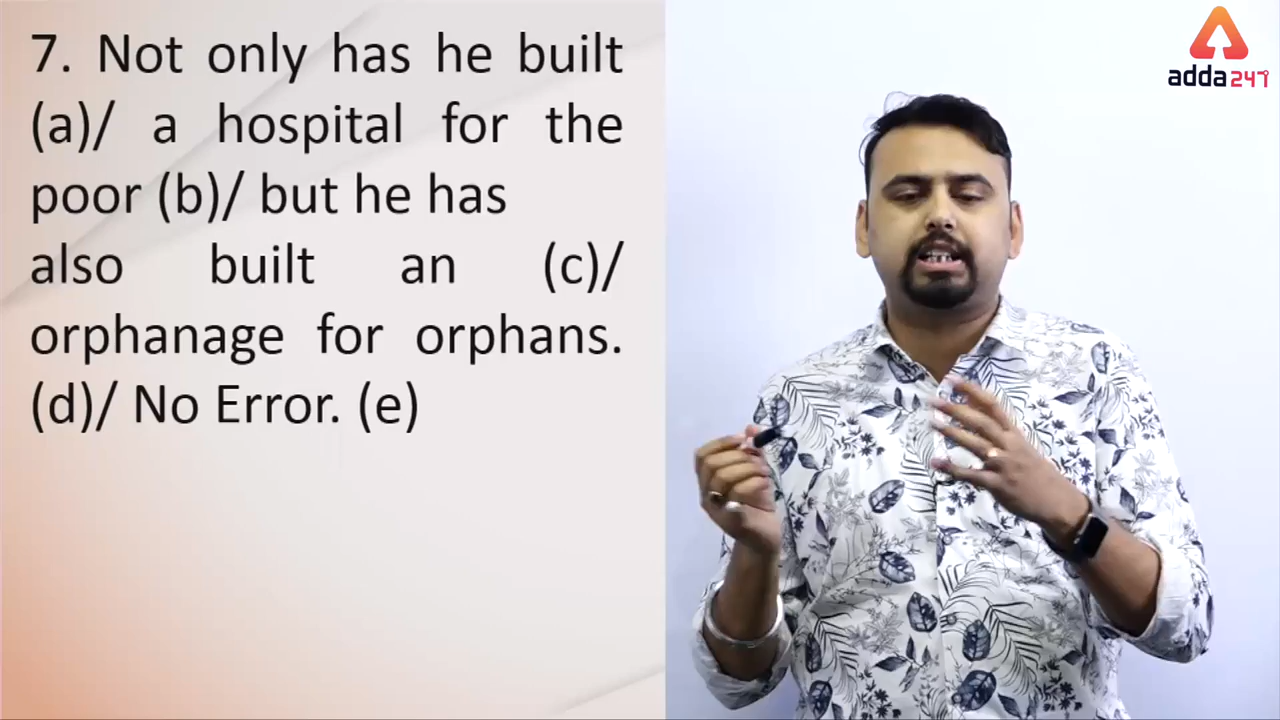 7. Not only has he built
(a)/ a hospital for the
poor (b)/ but he has
also built an (c)/
orphanage for orphans.
(d)/ No Error. (e)
adda247